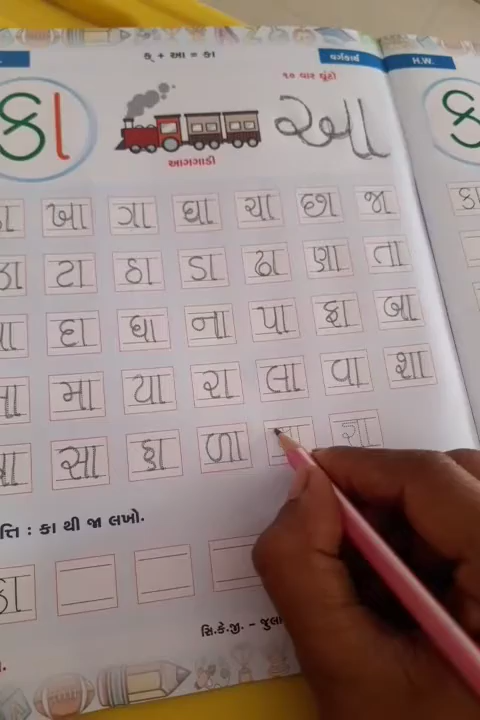 ક્ + આ = કા
વર્ગકાર્ય
H.W.
૧૦ વાર ઘૂંટો
કા
આ
ક
આગગાડી
ખા ગા ઘા ચા છા જા
કા
ટા ઠા ડા ઢા ણા તા
દા ધા ના પા ફા બા
મા યા રા લા વા શા
સા હા ળા
: કા થી જા લખો.
કા
સિ.કે.જી. - જુલા